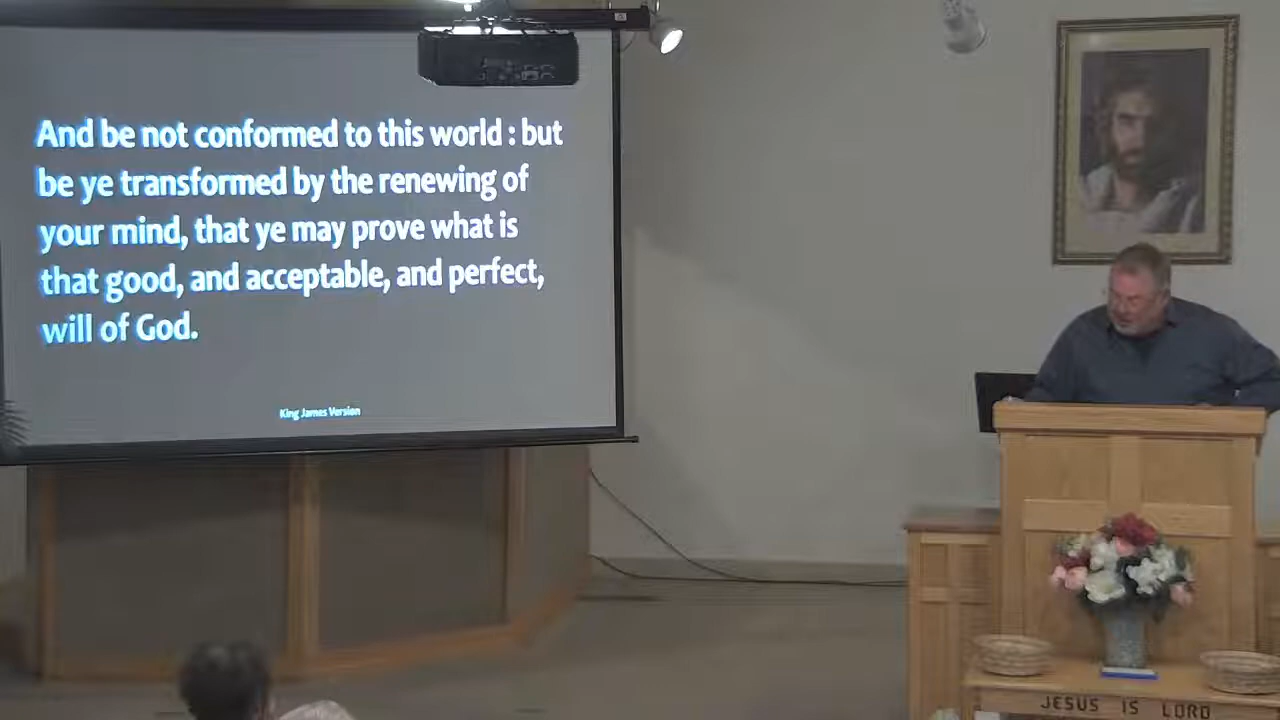 And be not conformed to this world : but
be ye transformed by the renewing of
your mind, that ye may prove what is
that good, and acceptable, and perfect,
will of God.
King James Version
JESUS IS LORD